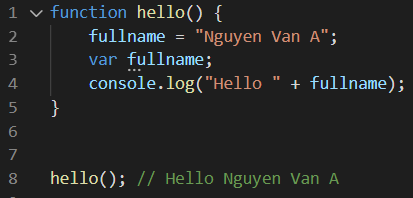 1 function hello() {
2 fullname = "Nguyen Van A";
3 var fullname;
4 console.log("Hello " + fullname);
5 }
6
7
8 hello(); // Hello Nguyen Van A